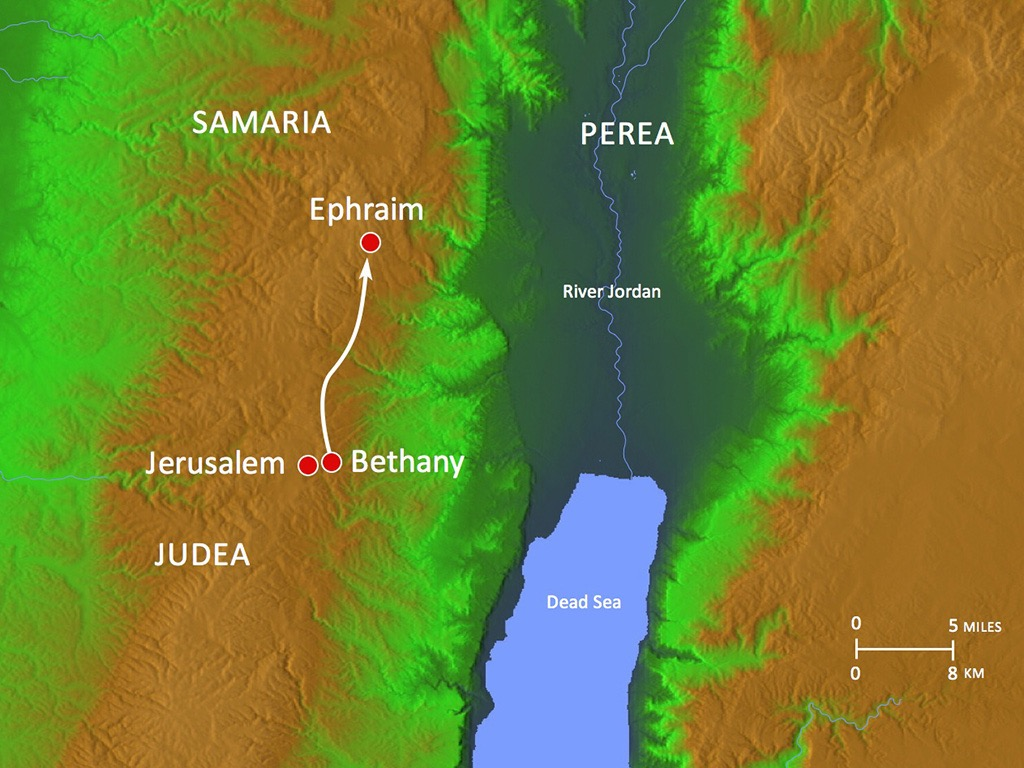 SAMARIA
PEREA
Ephraim
River Jordan
Jerusalem
Bethany
JUDEA
Dead Sea
0 5 MILES
0 8 KM